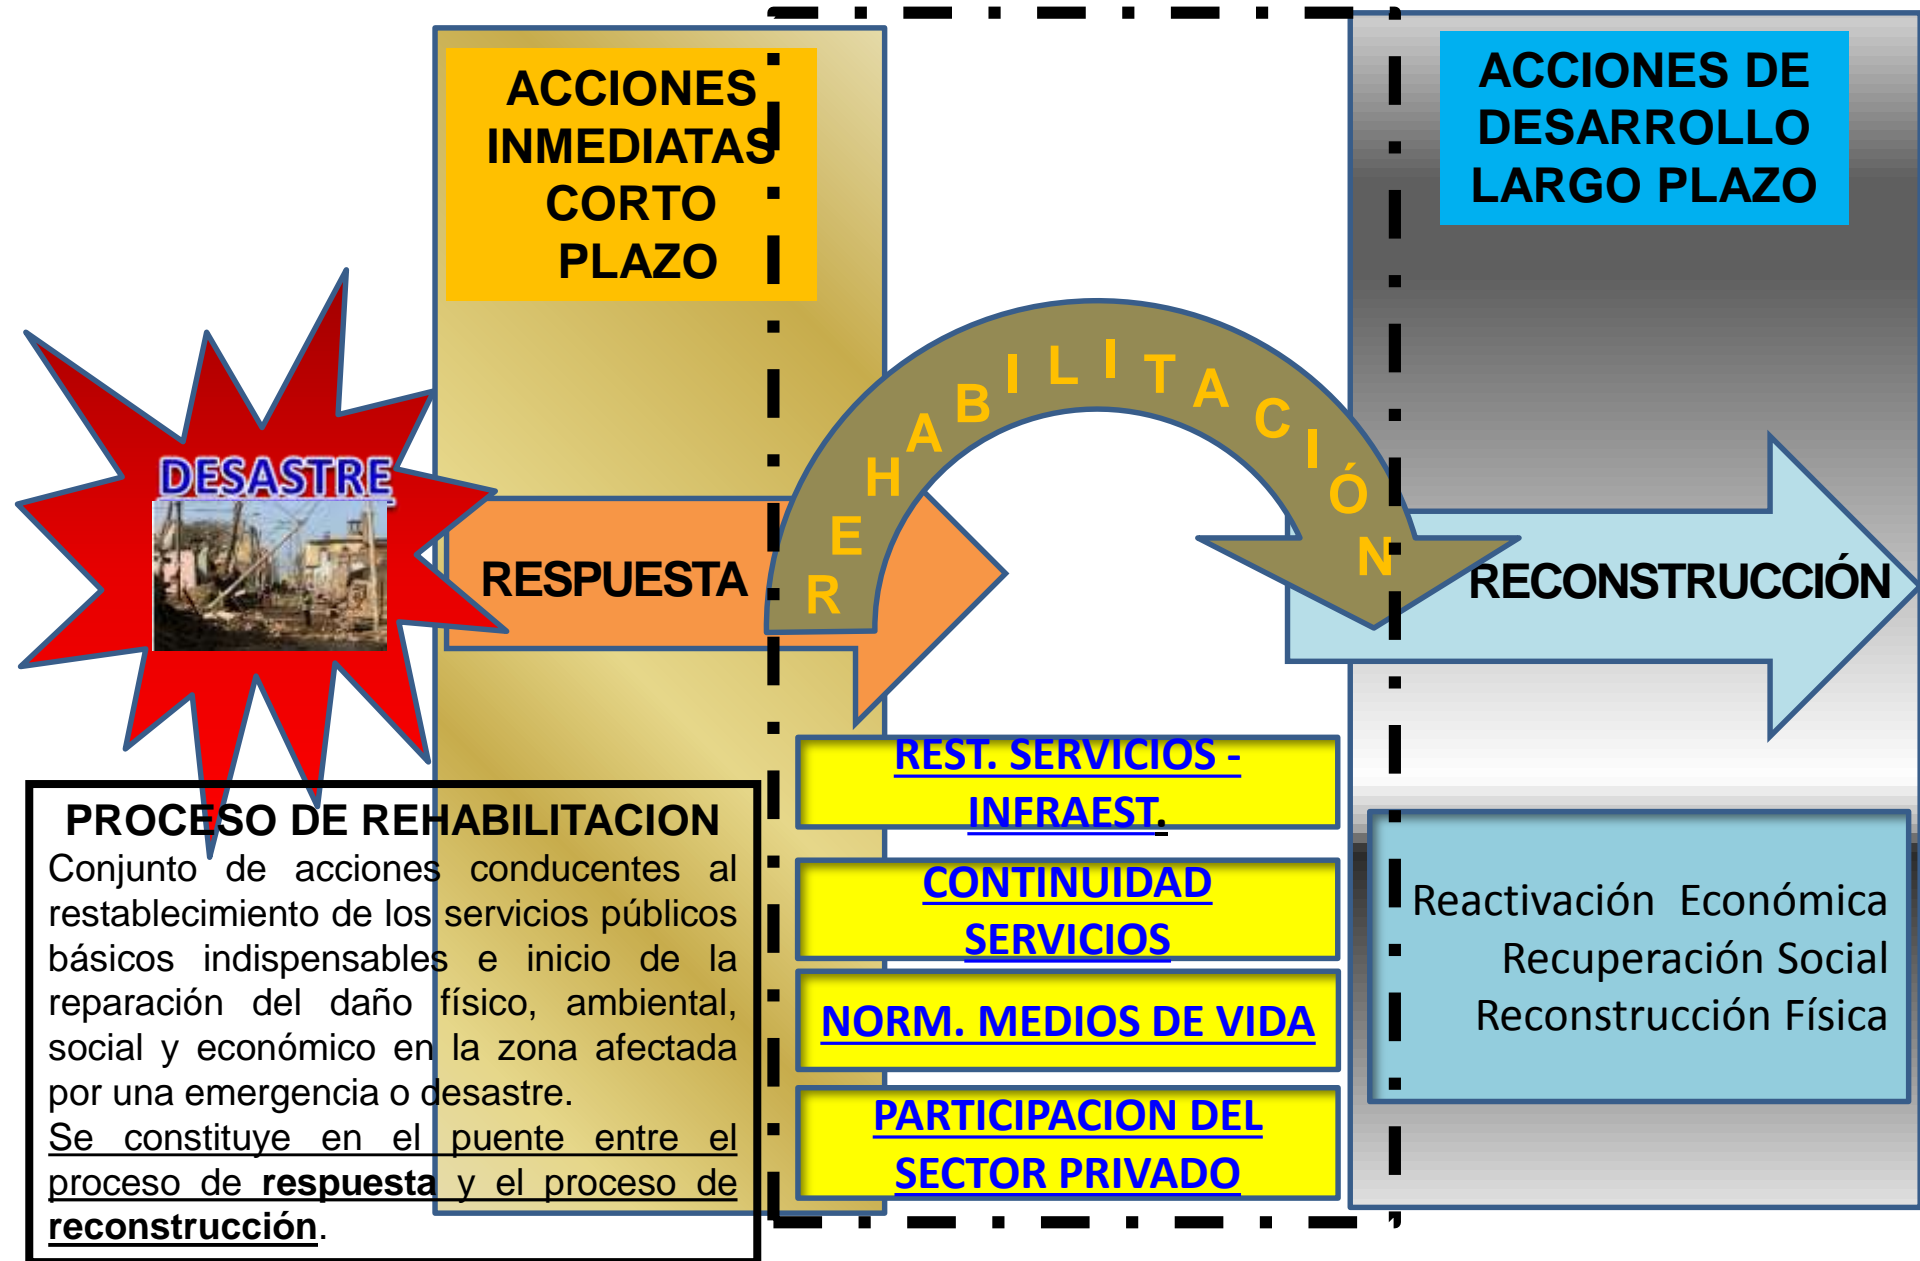 ACCIONES
INMEDIATAS
CORTO
PLAZO
ACCIONES DE
DESARROLLO
LARGO PLAZO
DESASTRE
RESPUESTA
REHABILITACIÓN
RECONSTRUCCIÓN
REST. SERVICIOS -
INFRAEST.
CONTINUIDAD
SERVICIOS
NORM. MEDIOS DE VIDA
PARTICIPACION DEL
SECTOR PRIVADO
Reactivación Económica
Recuperación Social
Reconstrucción Física
PROCESO DE REHABILITACION
Conjunto de acciones conducentes al
restablecimiento de los servicios públicos
básicos indispensables e inicio de la
reparación del daño físico, ambiental,
social y económico en la zona afectada
por una emergencia o desastre.
Se constituye en el puente entre el
proceso de respuesta y el proceso de
reconstrucción.